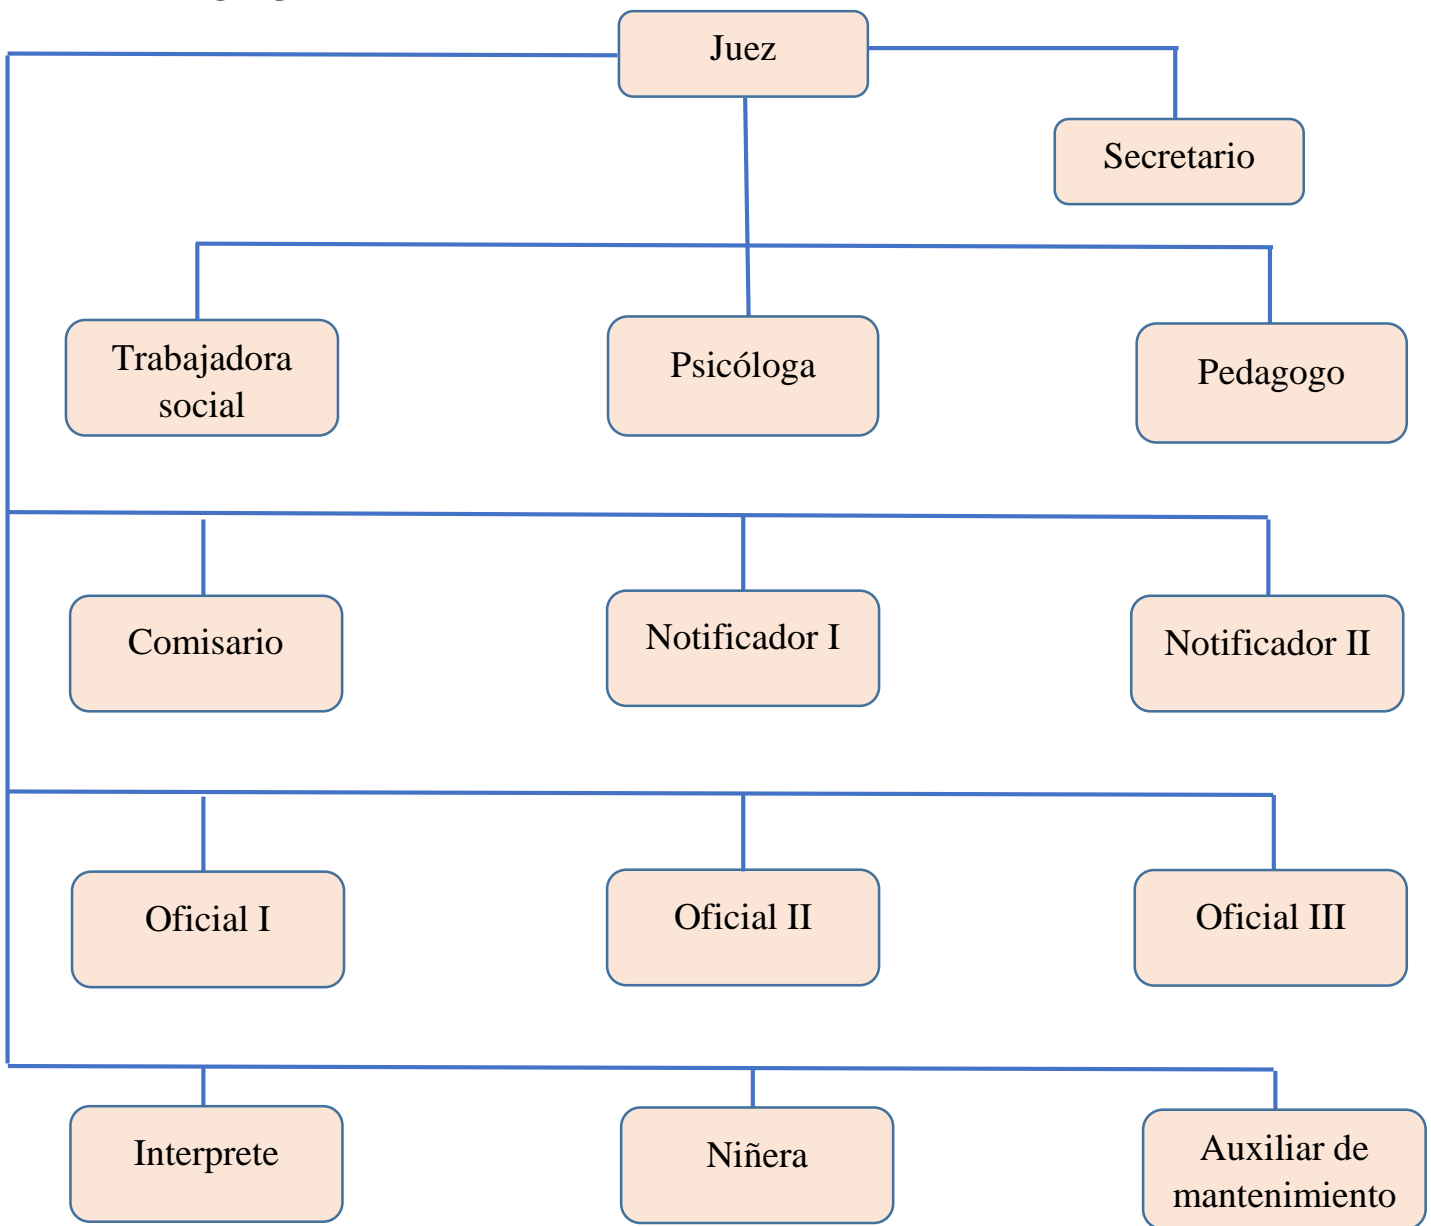 Juez
Secretario
Trabajadora
social
Psicóloga
Pedagogo
Comisario
Notificador I
Notificador II
Oficial I
Oficial II
Oficial III
Interprete
Niñera
Auxiliar de
mantenimiento